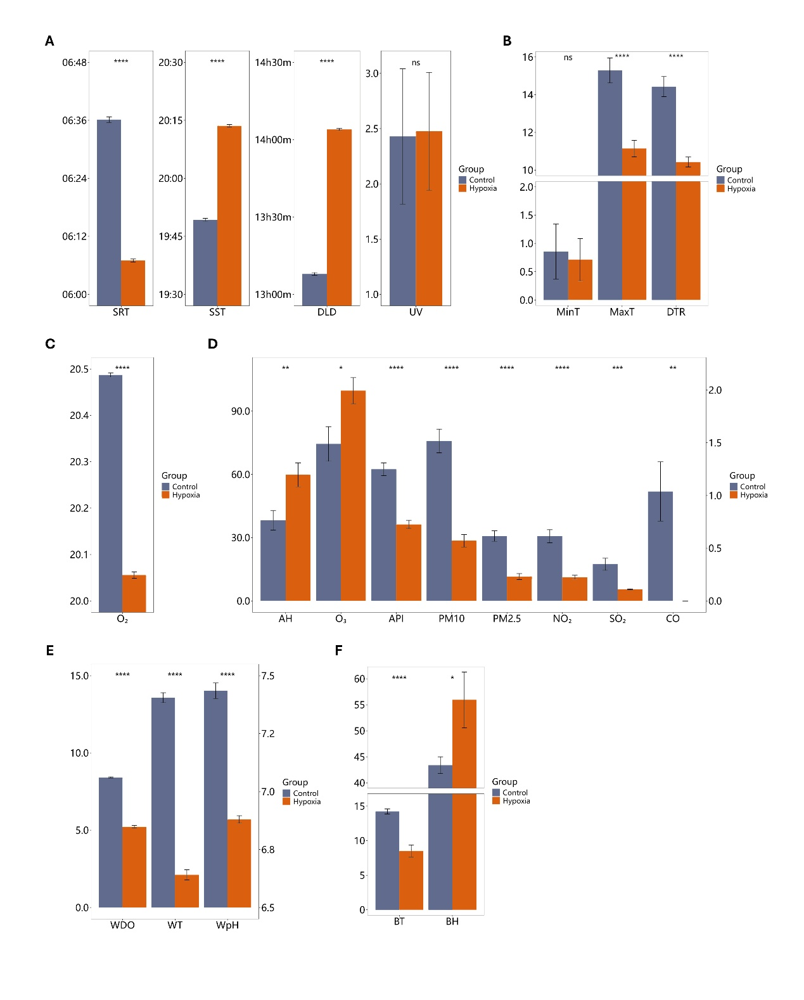 A
B
06:48
06:36
06:24
06:12
06:00
****
SRT
20:30
20:15
20:00
19:45
19:30
****
SST
14h30m
14h00m
13h30m
13h00m
****
DLD
3.0
2.5
2.0
1.5
1.0
ns
UV
Group
Control
Hypoxia
16
14
12
10
2.0
1.5
1.0
0.5
0.0
ns
****
****
MinT
MaxT
DTR
Group
Control
Hypoxia
C
D
20.5
20.4
20.3
20.2
20.1
20.0
****
O₂
Group
Control
Hypoxia
90.0
60.0
30.0
0.0
** * **** **** **** **** *** **
AH O₃ API PM10 PM2.5 NO₂ SO₂ CO
2.0
1.5
1.0
0.5
0.0
Group
Control
Hypoxia
E
F
15.0
10.0
5.0
0.0
**** **** ****
WDO WT WpH
7.5
7.2
7.0
6.8
6.5
Group
Control
Hypoxia
60
55
50
45
40
15
10
5
0
**** *
BT BH
Group
Control
Hypoxia